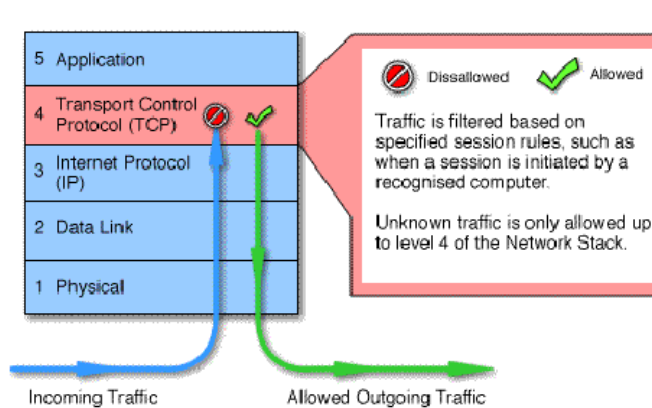 5 Application
4 Transport Control
Protocol (TCP)
3 Internet Protocol
(IP)
2 Data Link
1 Physical
Dissallowed
Allowed
Traffic is filtered based on
specified session rules, such as
when a session is initiated by a
recognised computer.
Unknown traffic is only allowed up
to level 4 of the Network Stack.
Incoming Traffic
Allowed Outgoing Traffic